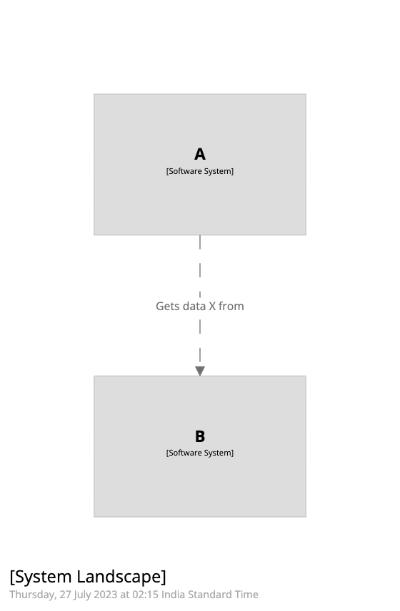 A
[Software System]
Gets data X from
B
[Software System]
[System Landscape]
Thursday, 27 July 2023 at 02:15 India Standard Time